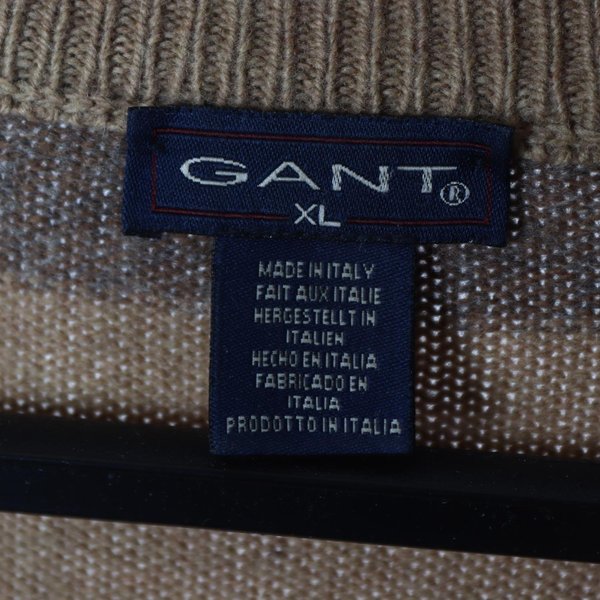 GANT®
XL
MADE IN ITALY
FAIT AUX ITALIE
HERGESTELLT IN
ITALIEN
HECHO EN ITALIA
FABRICADO EN
ITALIA
PRODOTTO IN ITALIA